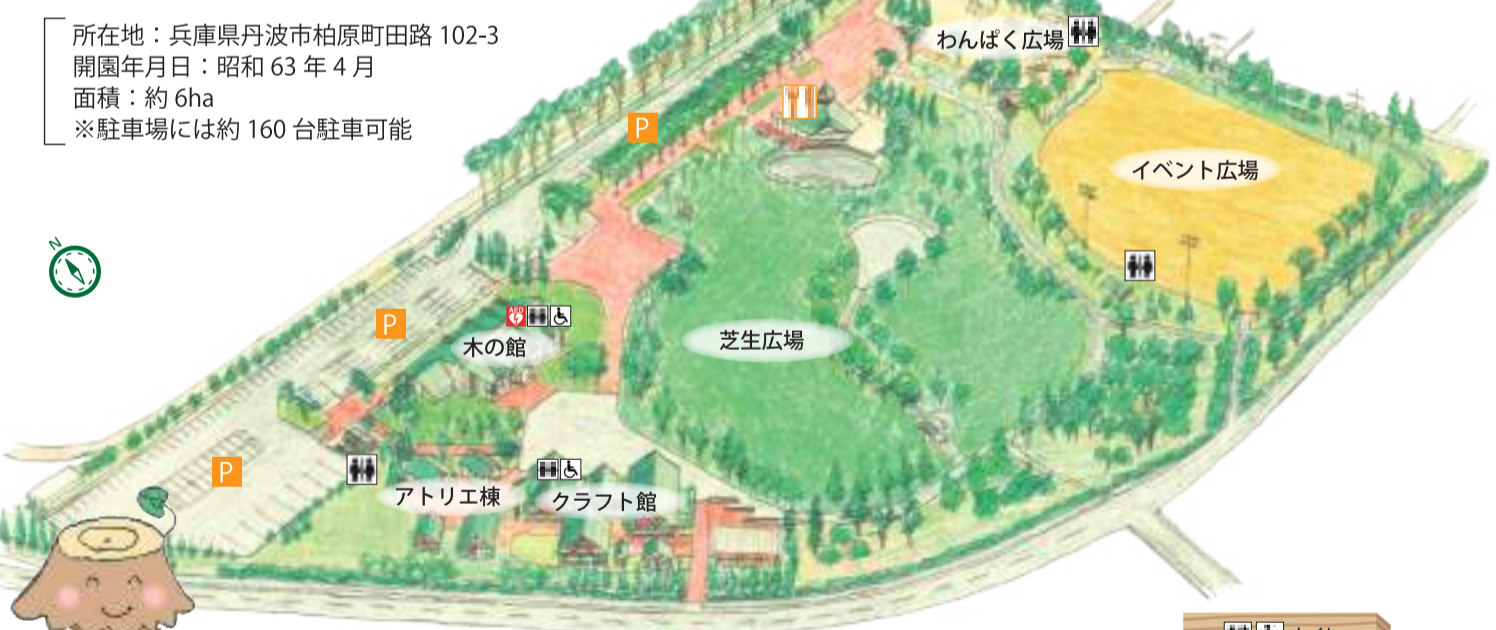 所在地：兵庫県丹波市柏原町田路 102-3
開園年月日：昭和 63 年 4 月
面積：約 6ha
※駐車場には約 160 台駐車可能
わんぱく広場
P
イベント広場
N
P
AED
木の館
芝生広場
P
アトリエ棟
クラフト館